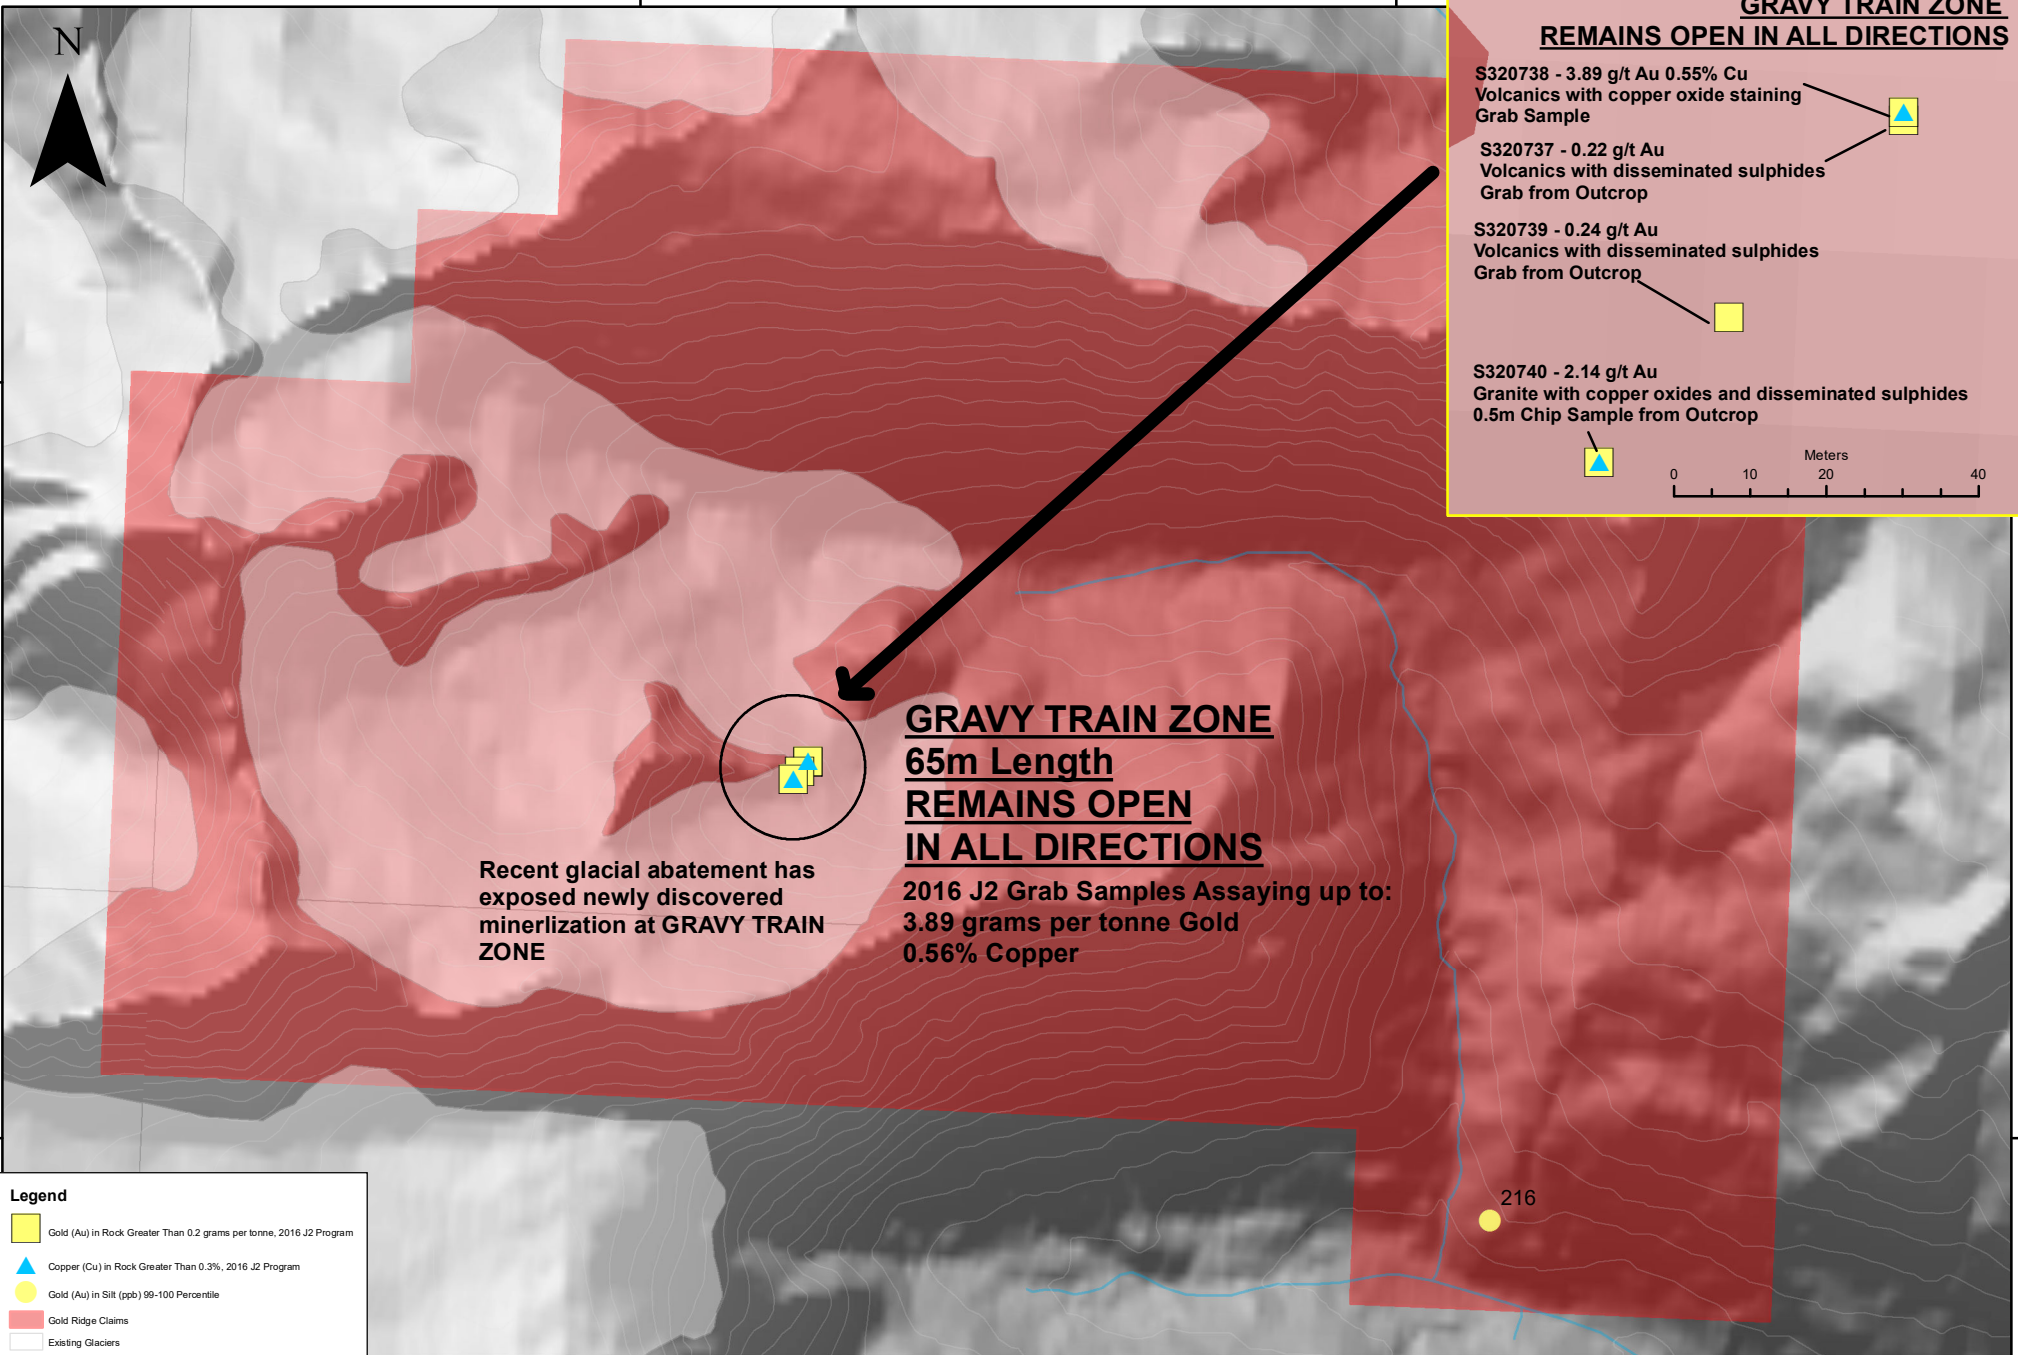 N
GRAVY TRAIN ZONE
REMAINS OPEN IN ALL DIRECTIONS
S320738 - 3.89 g/t Au 0.55% Cu
Volcanics with copper oxide staining
Grab Sample
S320737 - 0.22 g/t Au
Volcanics with disseminated sulphides
Grab from Outcrop
S320739 - 0.24 g/t Au
Volcanics with disseminated sulphides
Grab from Outcrop
S320740 - 2.14 g/t Au
Granite with copper oxides and disseminated sulphides
0.5m Chip Sample from Outcrop
Meters
0 10 20 40
GRAVY TRAIN ZONE
65m Length
REMAINS OPEN
IN ALL DIRECTIONS
2016 J2 Grab Samples Assaying up to:
3.89 grams per tonne Gold
0.56% Copper
Recent glacial abatement has
exposed newly discovered
minerlization at GRAVY TRAIN
ZONE
216
Legend
Gold (Au) in Rock Greater Than 0.2 grams per tonne, 2016 J2 Program
Copper (Cu) in Rock Greater Than 0.3%, 2016 J2 Program
Gold (Au) in Silt (ppb) 99-100 Percentile
Gold Ridge Claims
Existing Glaciers